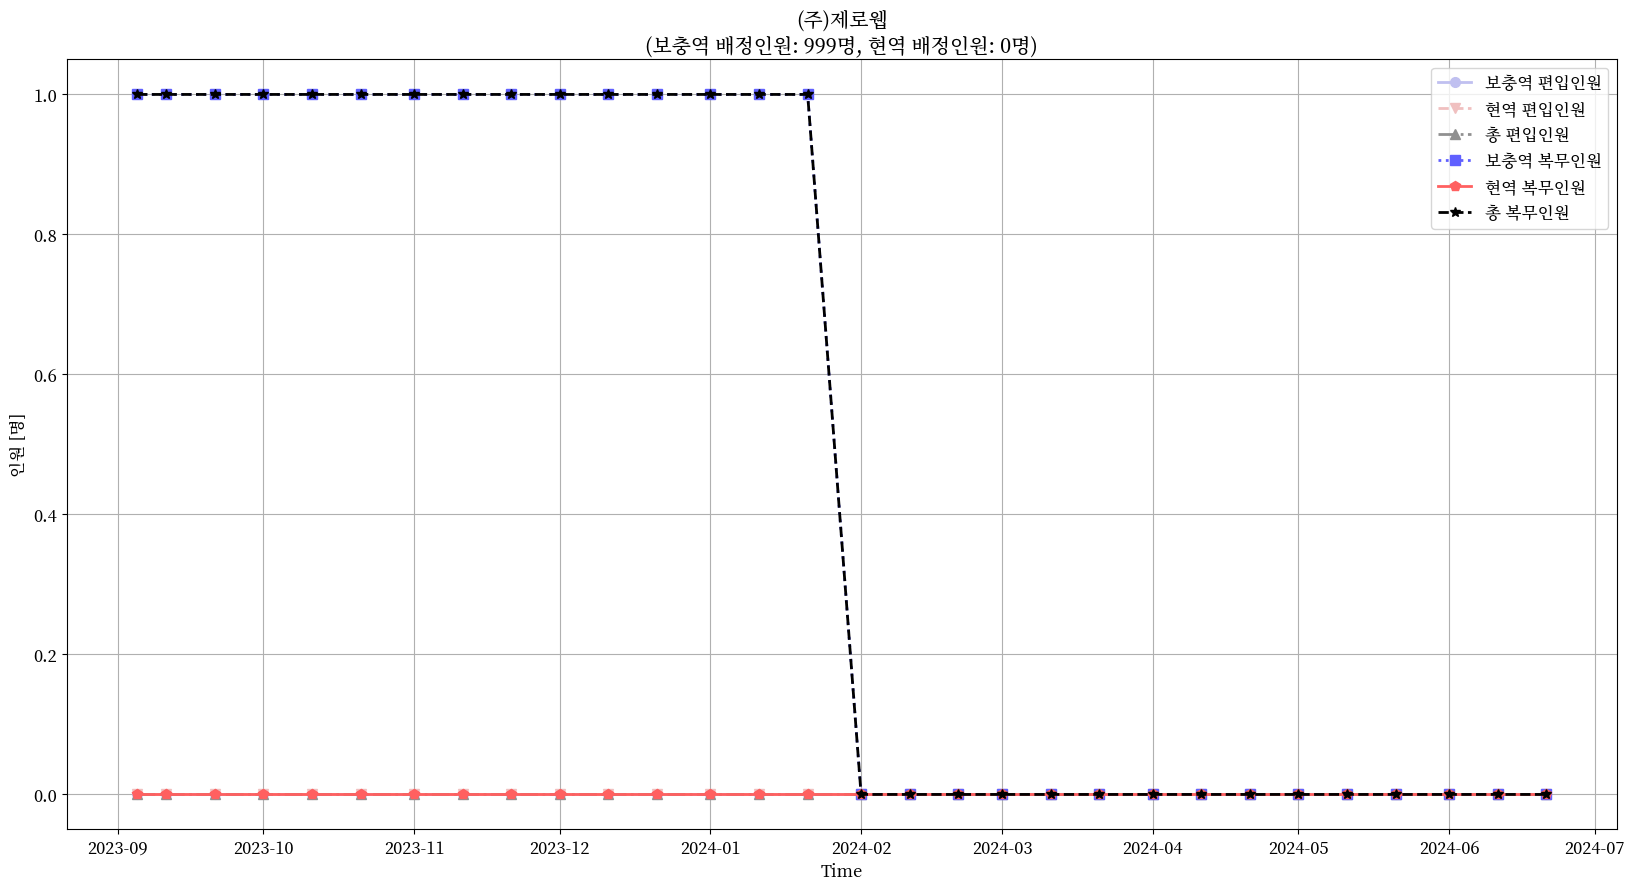 (주)제로웹
(보충역 배정인원: 999명, 현역 배정인원: 0명)
보충역 편입인원
현역 편입인원
총 편입인원
보충역 복무인원
현역 복무인원
총 복무인원
인원 [명]
1.0
0.8
0.6
0.4
0.2
0.0
2023-09 2023-10 2023-11 2023-12 2024-01 2024-02 2024-03 2024-04 2024-05 2024-06 2024-07
Time